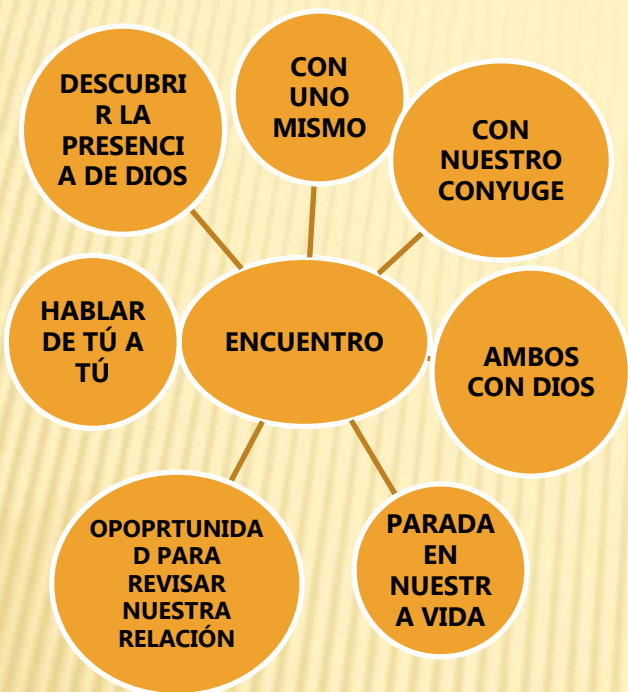 DESCUBRI
R LA
PRESENCI
A DE DIOS
CON
UNO
MISMO
CON
NUESTRO
CONYUGE
HABLAR
DE TÚ A
TÚ
ENCUENTRO
AMBOS
CON DIOS
OPOPRTUNIDA
D PARA
REVISAR
NUESTRA
RELACIÓN
PARADA
EN
NUESTR
A VIDA